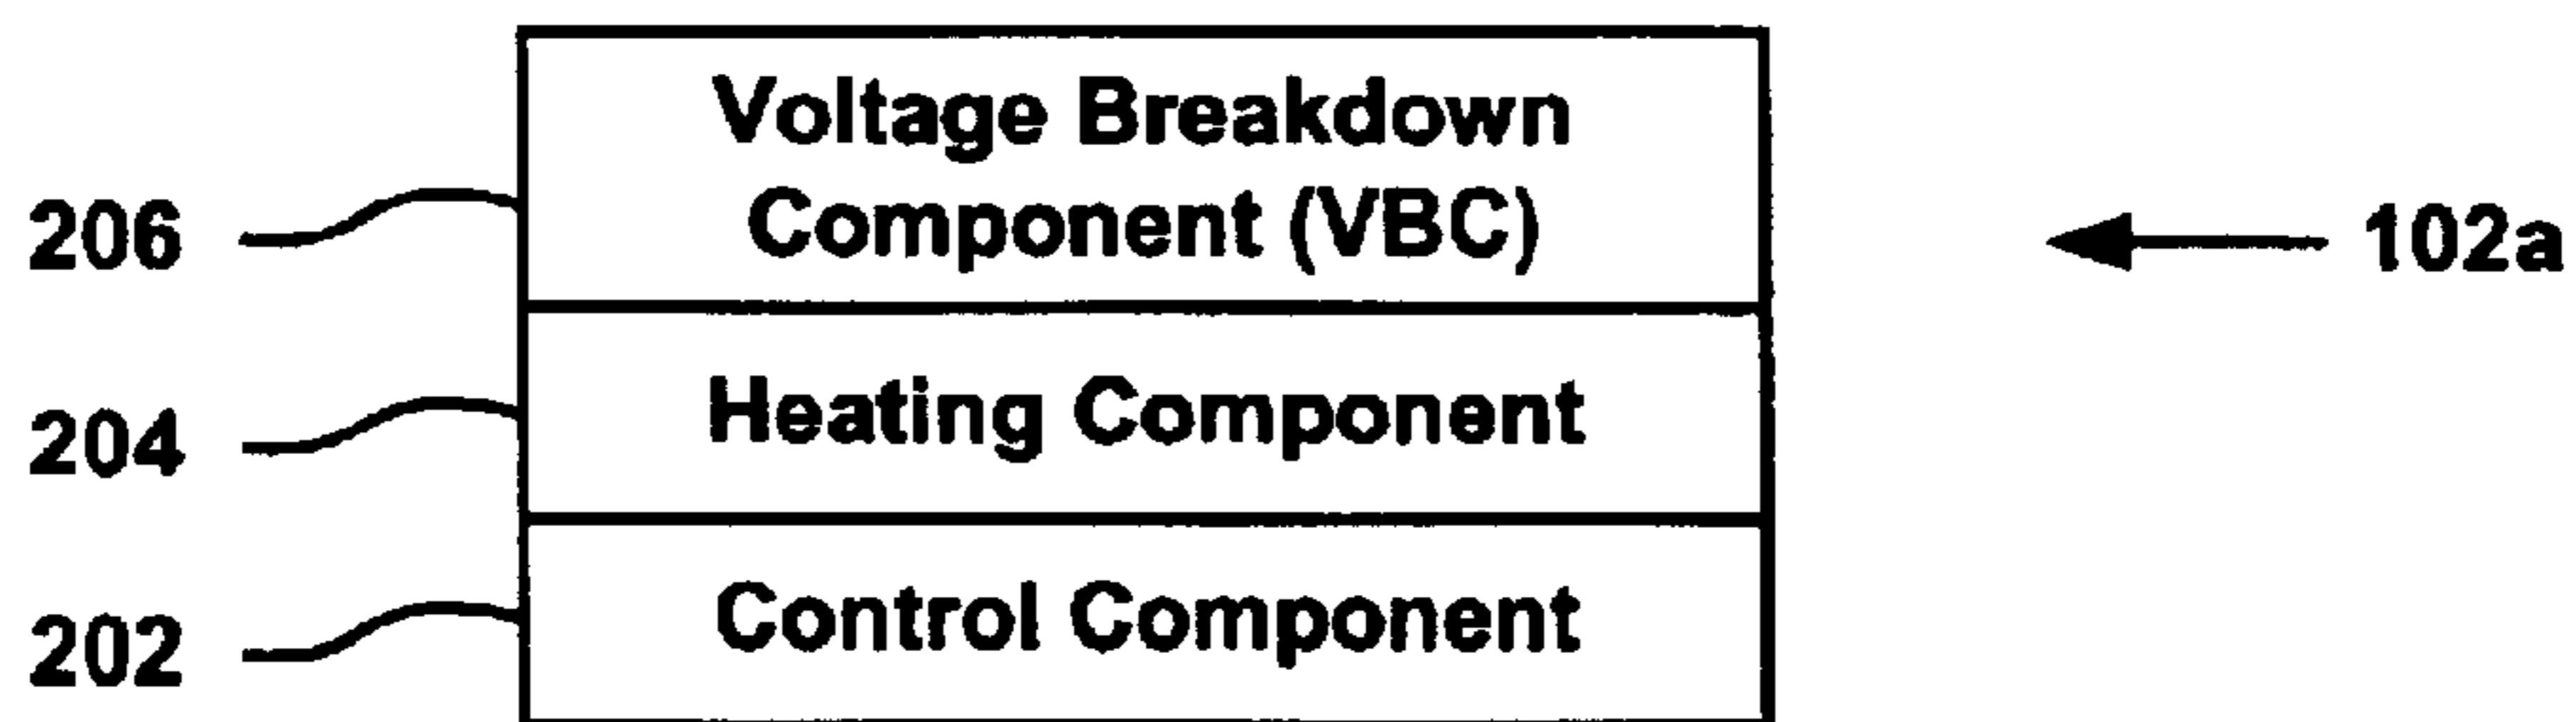 Voltage Breakdown
Component (VBC)
206
102a
Heating Component
204
Control Component
202